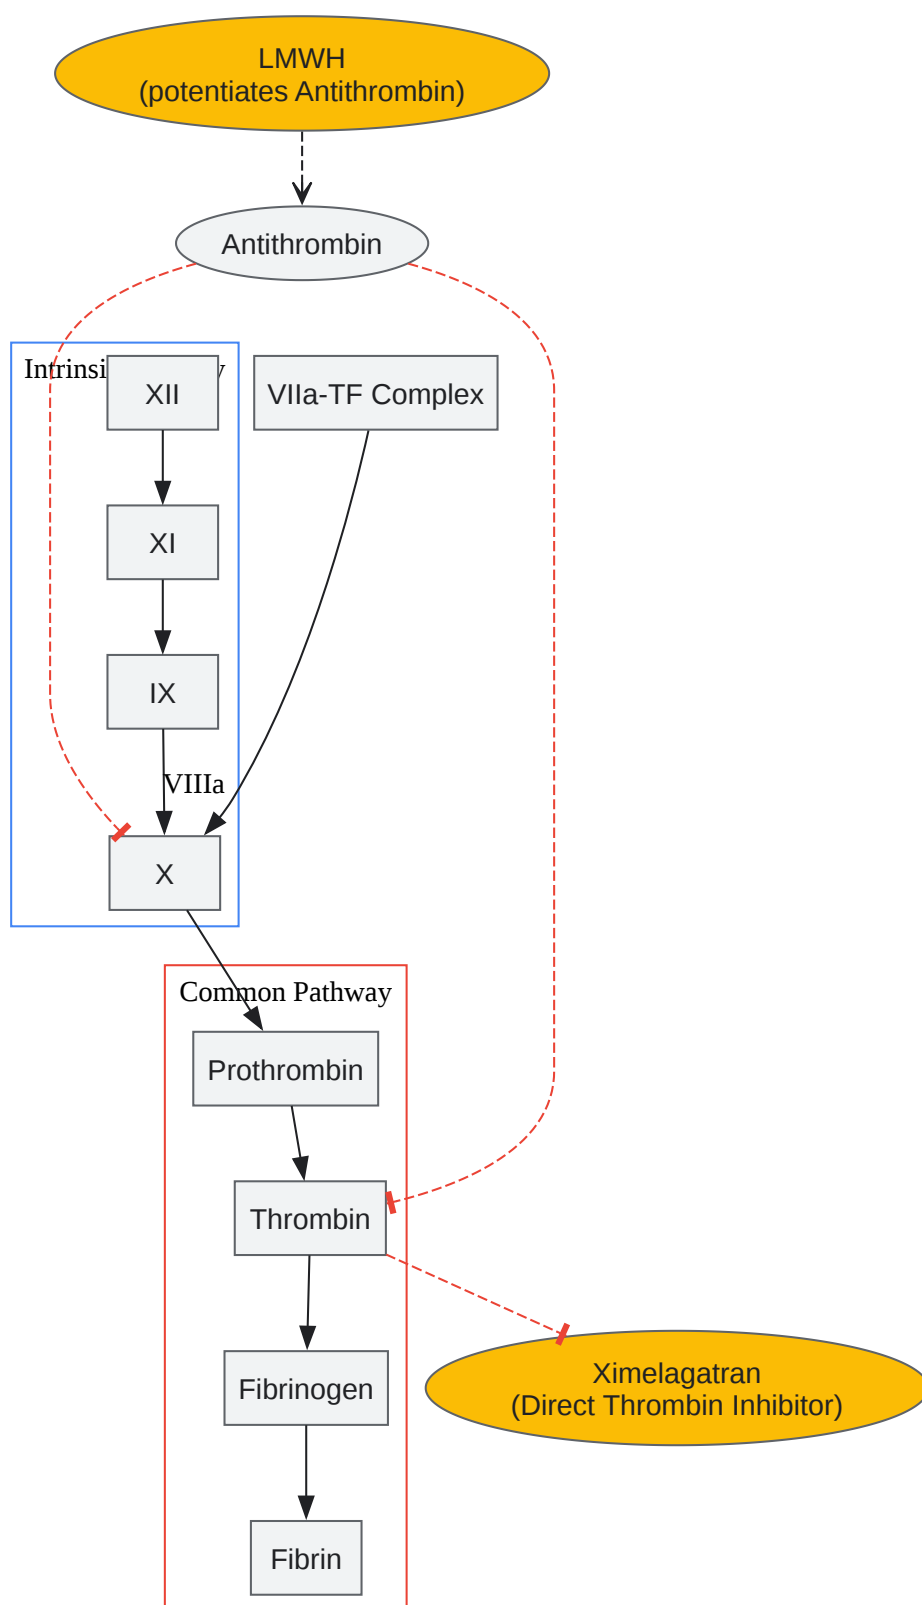 LMWH
(potentiates Antithrombin)
Antithrombin
XII
VIIa-TF Complex
XI
IX
VIIIa
X
Common Pathway
Prothrombin
Thrombin
Ximelagatran
(Direct Thrombin Inhibitor)
Fibrinogen
Fibrin